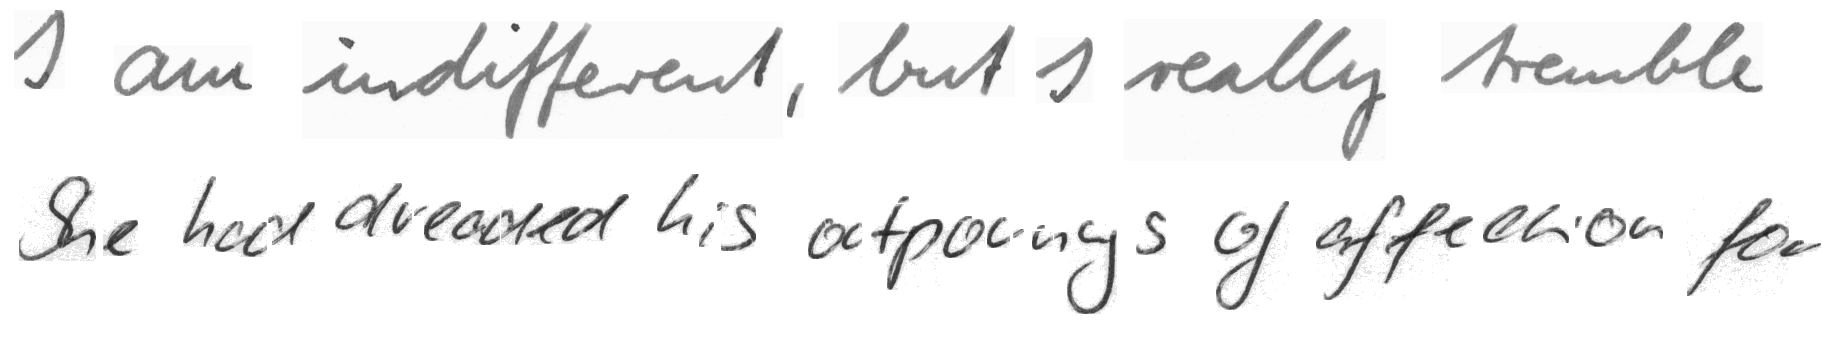 I am indifferent, but I really tremble
She had dreaded his outpourings of affection for